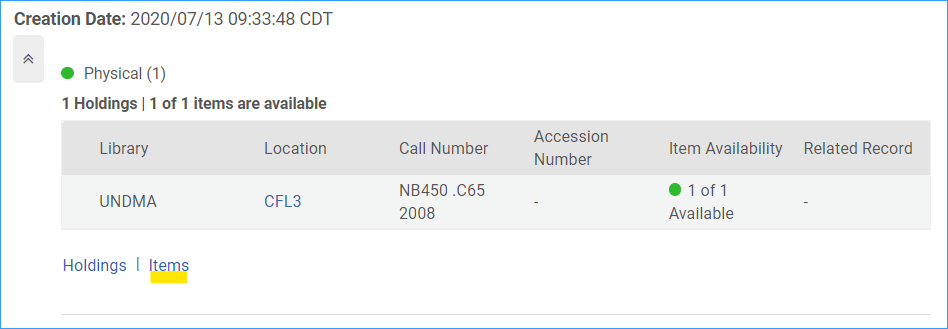 Creation Date: 2020/07/13 09:33:48 CDT
Physical (1)
1 Holdings | 1 of 1 items are available
Library Location Call Number Accession Number Item Availability Related Record
UNDMA CFL3 NB450 .C65 2008 - 1 of 1 Available -
Holdings | Items